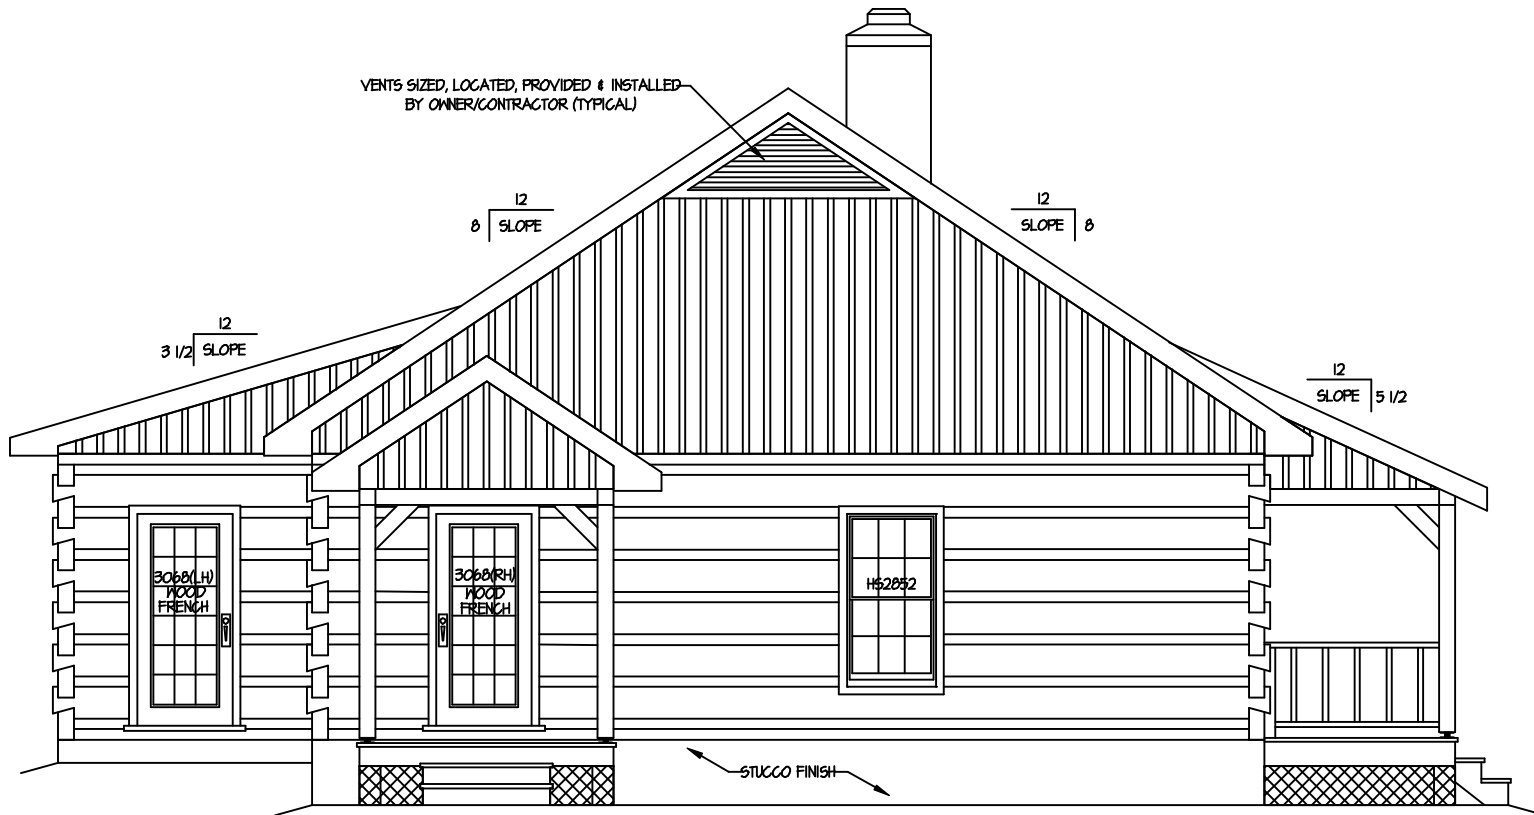 VENTS SIZED, LOCATED, PROVIDED & INSTALLED
BY OWNER/CONTRACTOR (TYPICAL)
12
8 SLOPE
12
SLOPE 8
12
3 1/2 SLOPE
12
SLOPE 5 1/2
3068(LH)
WOOD
FRENCH
3068(RH)
WOOD
FRENCH
HS2852
STUCCO FINISH